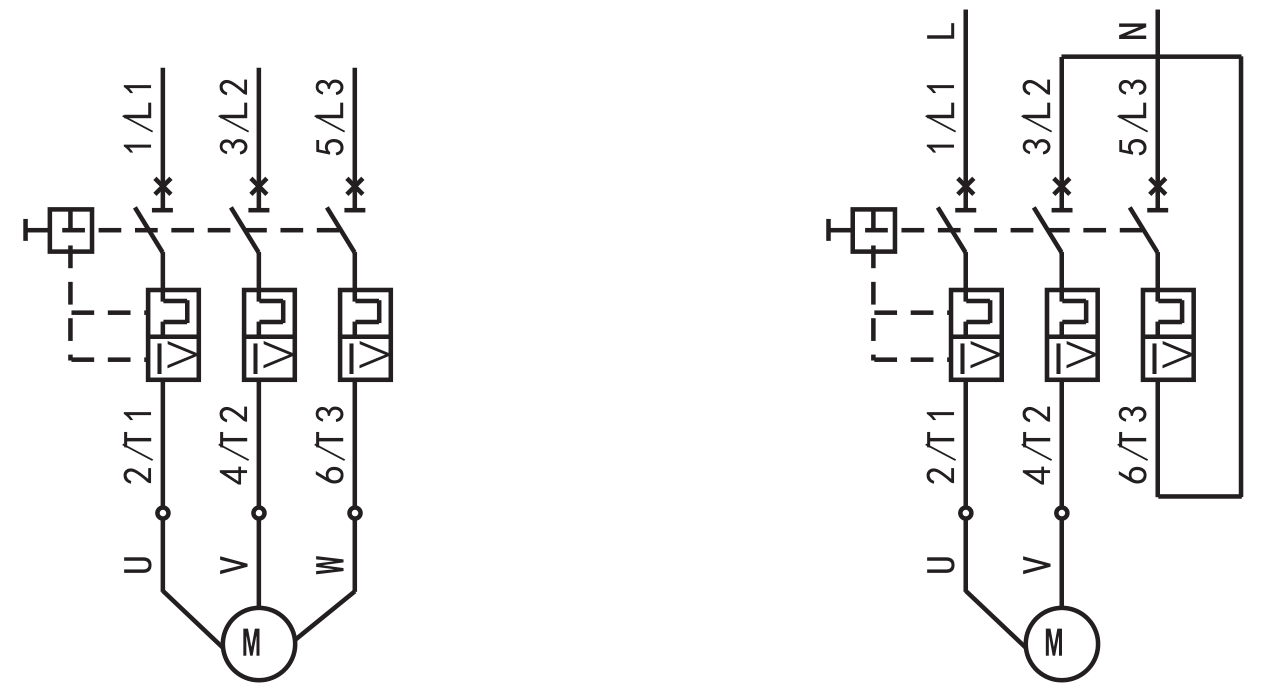 1/L1
3/L2
5/L3
2/T1
4/T2
6/T3
U
V
W
M
L
N
1/L1
3/L2
5/L3
2/T1
4/T2
6/T3
U
V
M